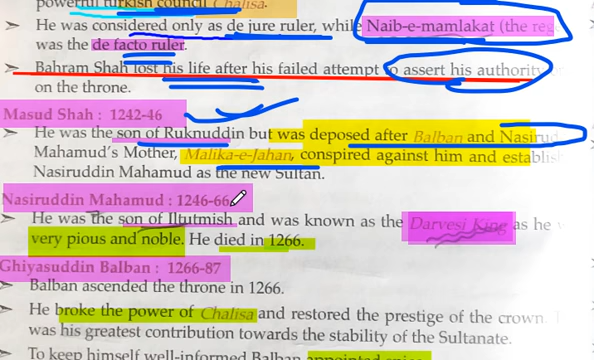 powerful turkish council Chalisa.
➤ He was considered only as de jure ruler, while Naib-e-mamlakat (the
was the de facto ruler.
➤ Bahram Shah lost his life after his failed attempt to assert his authority
on the throne.
Masud Shah : 1242-46
➤ He was the son of Ruknuddin but was deposed after Balban and
Mahamud's Mother, Malika-e-Jahan, conspired against him and
Nasiruddin Mahamud as the new Sultan.
Nasiruddin Mahamud : 1246-66
➤ He was the son of Iltutmish and was known as the Darvesi King as he
very pious and noble. He died in 1266.
Ghiyasuddin Balban : 1266-87
➤ Balban ascended the throne in 1266.
➤ He broke the power of Chalisa and restored the prestige of the crown.
was his greatest contribution towards the stability of the Sultanate.
➤ To keep himself well-informed Balban appointed spies